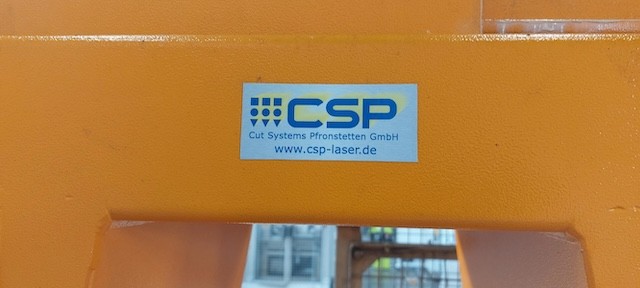 CSP
Cut Systems Pfronstetten GmbH
www.csp-laser.de